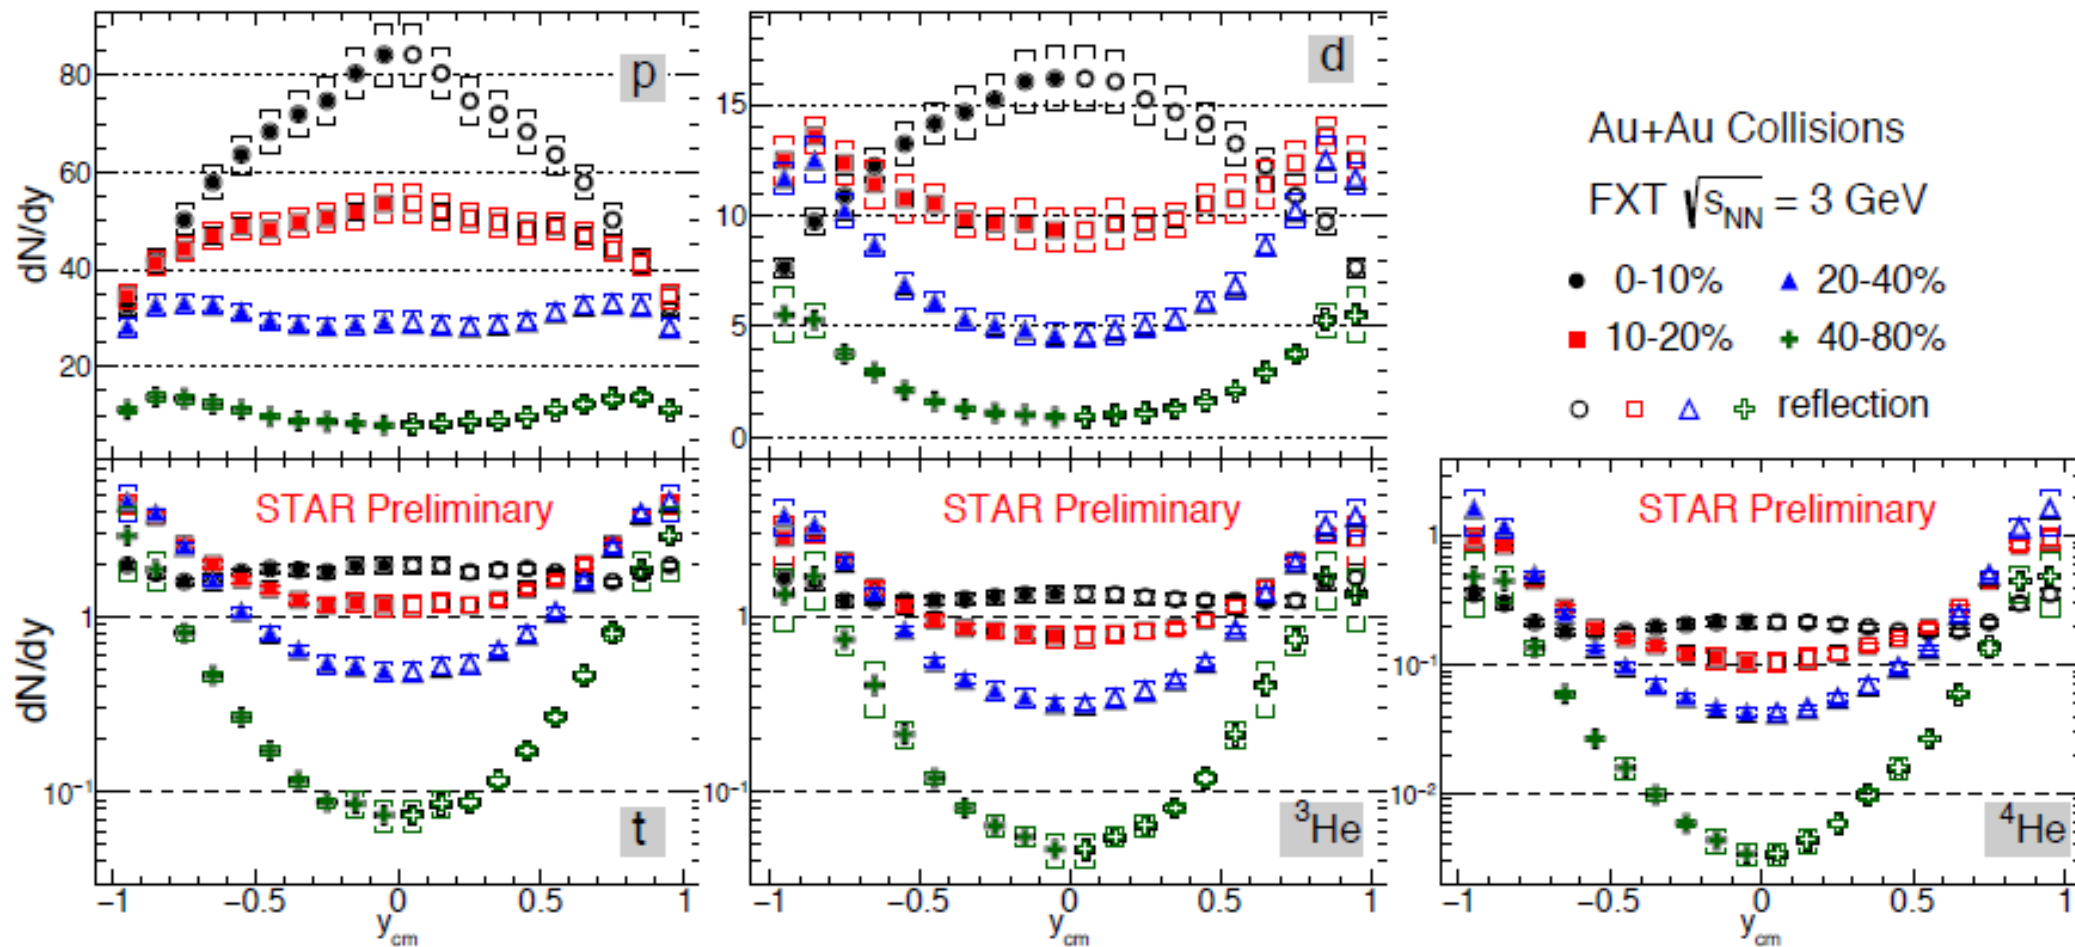 dN/dy
80
60
40
20
p
15
10
5
0
d
Au+Au Collisions
FXT √sNN = 3 GeV
0-10%
20-40%
10-20%
40-80%
reflection
dN/dy
1
10⁻¹
STAR Preliminary
t
−1
−0.5
0
0.5
1
ycm
1
10⁻¹
STAR Preliminary
³He
−1
−0.5
0
0.5
1
ycm
1
10⁻¹
10⁻²
STAR Preliminary
⁴He
−1
−0.5
0
0.5
1
ycm